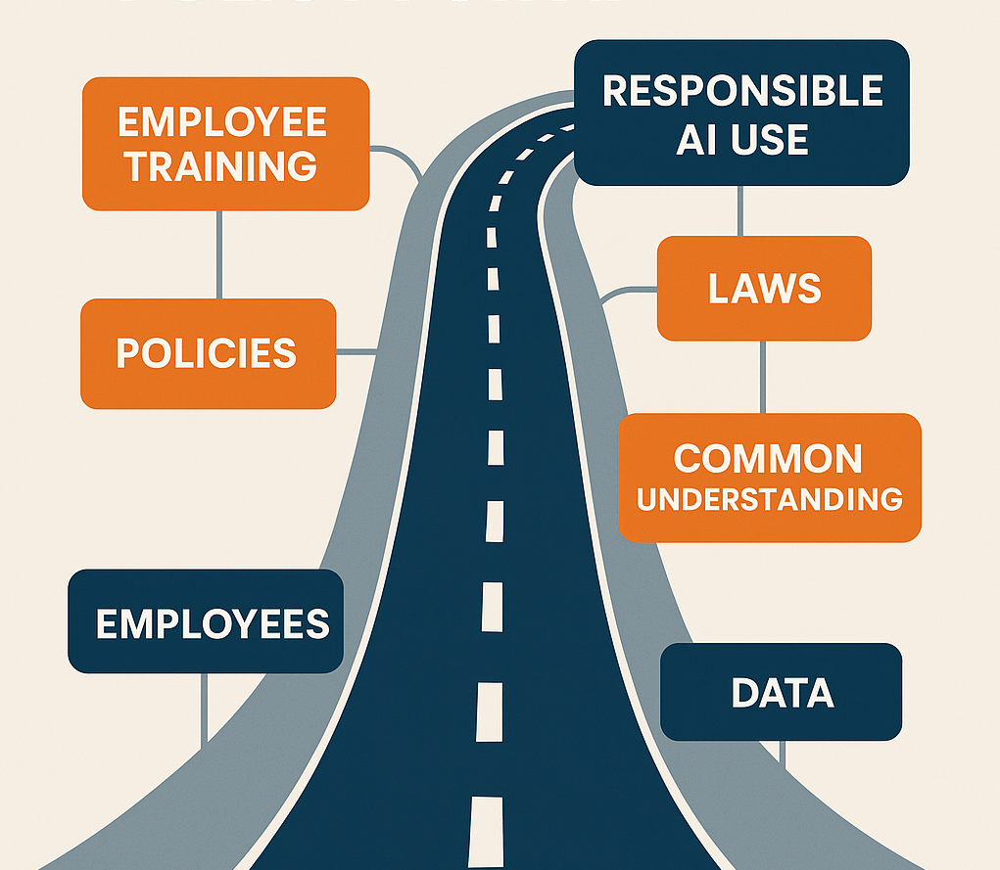 EMPLOYEE
TRAINING
RESPONSIBLE
AI USE
POLICIES
LAWS
COMMON
UNDERSTANDING
EMPLOYEES
DATA